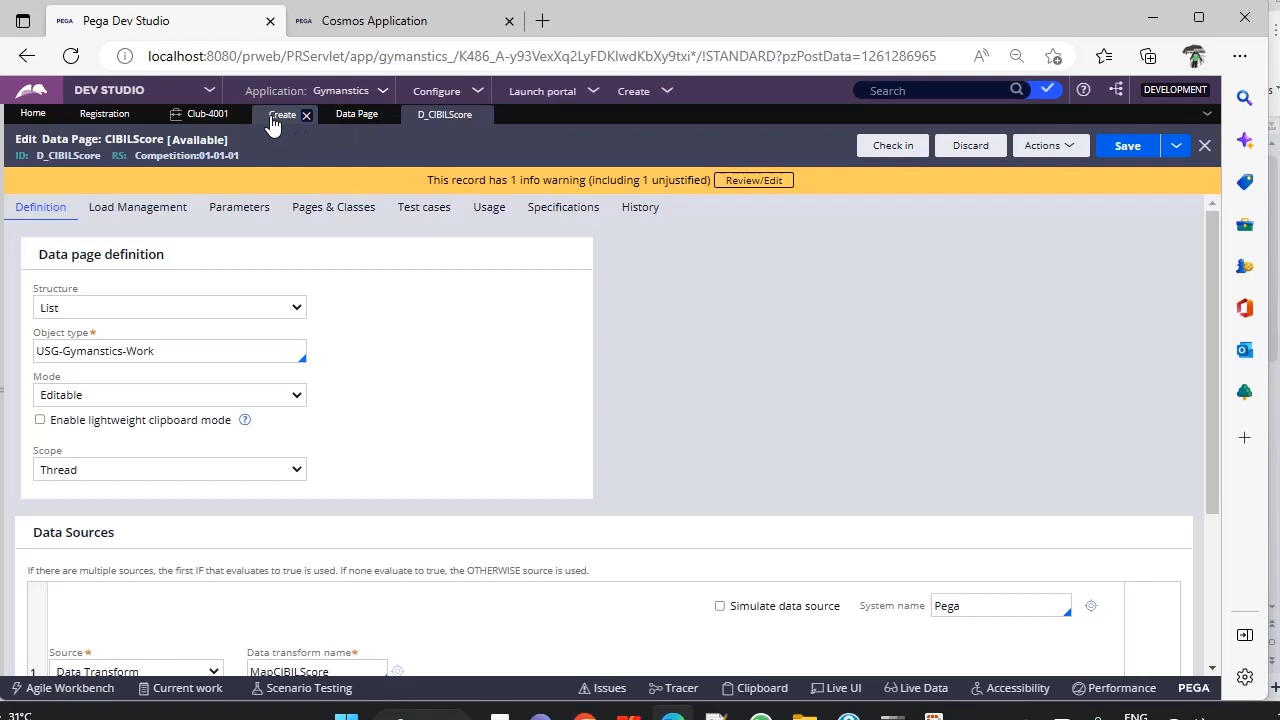 PEGA Pega Dev Studio
PEGA Cosmos Application
localhost:8080/prweb/PRServlet/app/gymanstics_/K486_A-y93VexXq2LyFDKlwdKbXy9txi*/!STANDARD?pzPostData=1261286965
DEV STUDIO Application: Gymanstics Configure Launch portal Create Search DEVELOPMENT
Home Registration Club-4001 Create Data Page D_CIBILScore
Edit Data Page: CIBILScore [Available]
ID: D_CIBILScore RS: Competition:01-01-01
Check in Discard Actions Save
This record has 1 info warning (including 1 unjustified) Review/Edit
Definition Load Management Parameters Pages & Classes Test cases Usage Specifications History
Data page definition
Structure
List
Object type*
USG-Gymanstics-Work
Mode
Editable
Enable lightweight clipboard mode ?
Scope
Thread
Data Sources
If there are multiple sources, the first IF that evaluates to true is used. If none evaluate to true, the OTHERWISE source is used.
Simulate data source System name Pega
Source * Data transform name*
1 Data Transform MapCIBILScore
Agile Workbench Current work Scenario Testing Issues Tracer Clipboard Live UI Live Data Accessibility Performance PEGA
31°C
ENG